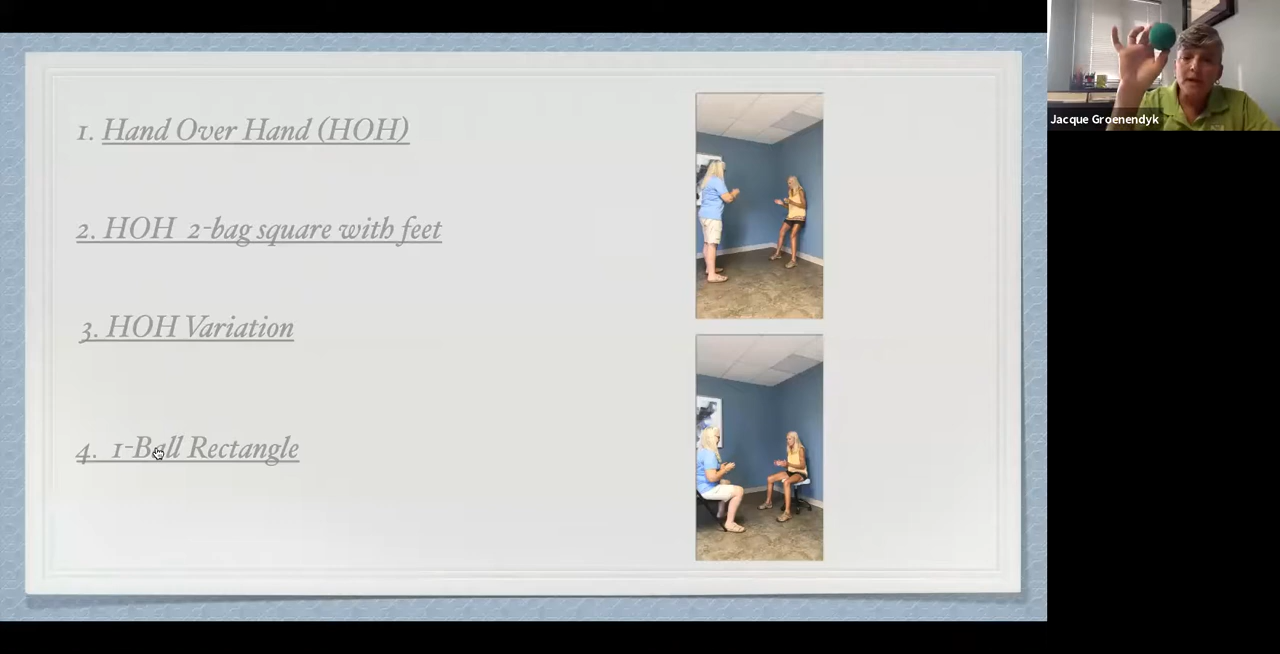 1. Hand Over Hand (HOH)
2. HOH 2-bag square with feet
3. HOH Variation
4. 1-Ball Rectangle
Jacque Groenendyk